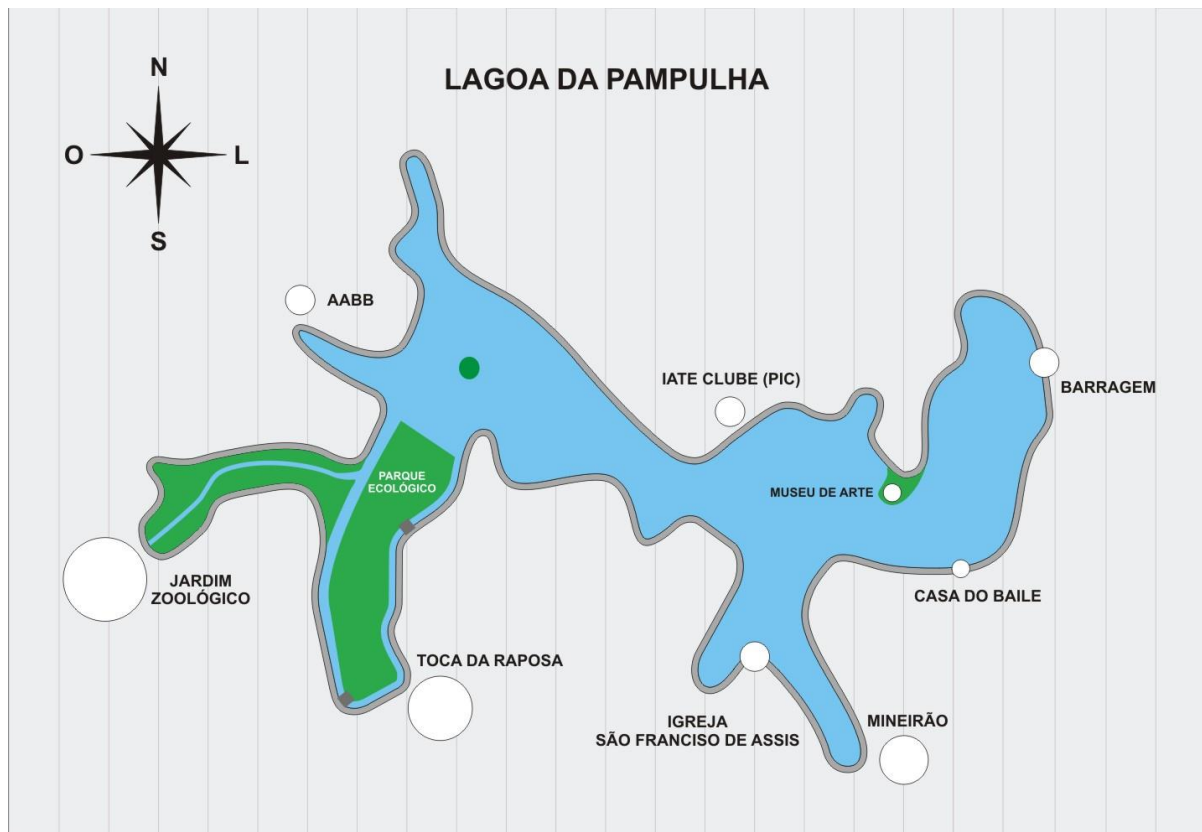 LAGOA DA PAMPULHA
N
O
L
S
AABB
IATE CLUBE (PIC)
BARRAGEM
PARQUE
ECOLÓGICO
MUSEU DE ARTE
JARDIM
ZOOLÓGICO
CASA DO BAILE
TOCA DA RAPOSA
IGREJA
SÃO FRANCISO DE ASSIS
MINEIRÃO